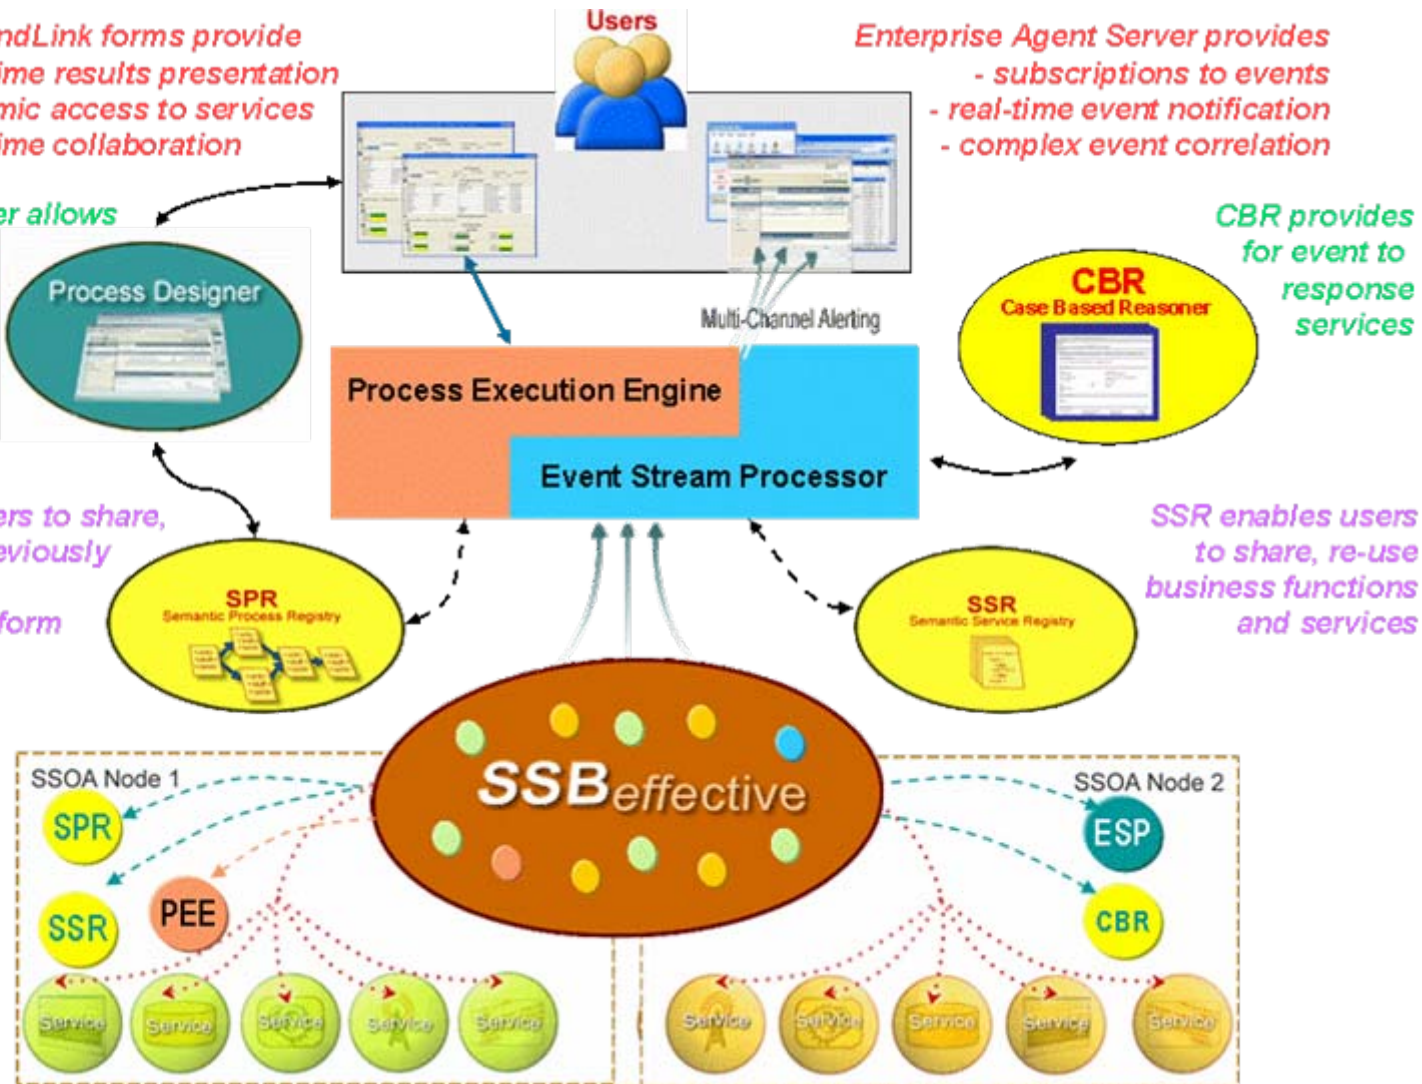 Users
ndLink forms provide
ime results presentation
mic access to services
ime collaboration
Enterprise Agent Server provides
- subscriptions to events
- real-time event notification
- complex event correlation
er allows
Process Designer
CBR provides
for event to
response
services
CBR
Case Based Reasoner
Multi-Channel Alerting
Process Execution Engine
Event Stream Processor
ers to share,
eviously
form
SPR
Semantic Process Registry
SSR
Semantic Service Registry
SSR enables users
to share, re-use
business functions
and services
SSBeffective
SSOA Node 1
SPR
SSR
PEE
Service
Service
Service
Service
Service
SSOA Node 2
ESP
CBR
Service
Service
Service
Service
Service